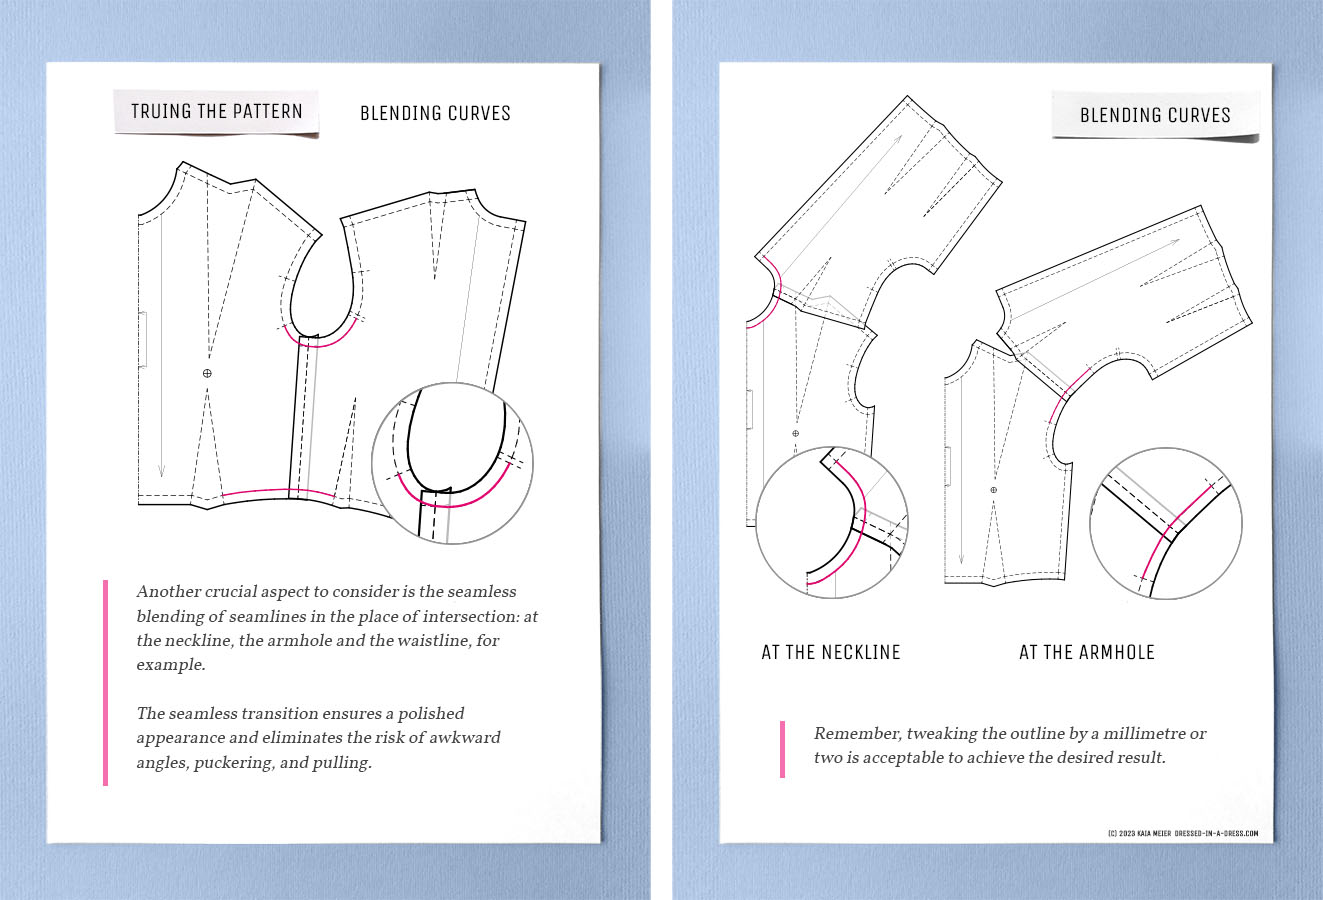 TRUING THE PATTERN
BLENDING CURVES
Another crucial aspect to consider is the seamless
blending of seamlines in the place of intersection: at
the neckline, the armhole and the waistline, for
example.
The seamless transition ensures a polished
appearance and eliminates the risk of awkward
angles, puckering, and pulling.
BLENDING CURVES
AT THE NECKLINE
AT THE ARMHOLE
Remember, tweaking the outline by a millimetre or
two is acceptable to achieve the desired result.
(C) 2023 KAIA MEIER DRESSED-IN-A-DRESS.COM